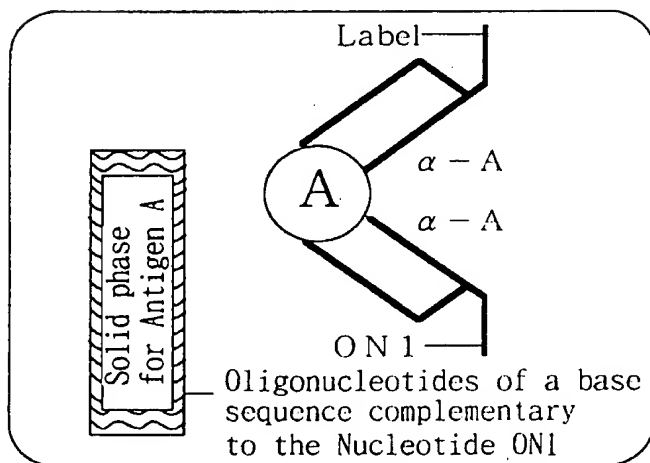 Label
α - A
A
α - A
Solid phase
for Antigen A
ON1
Oligonucleotides of a base
sequence complementary
to the Nucleotide ON1